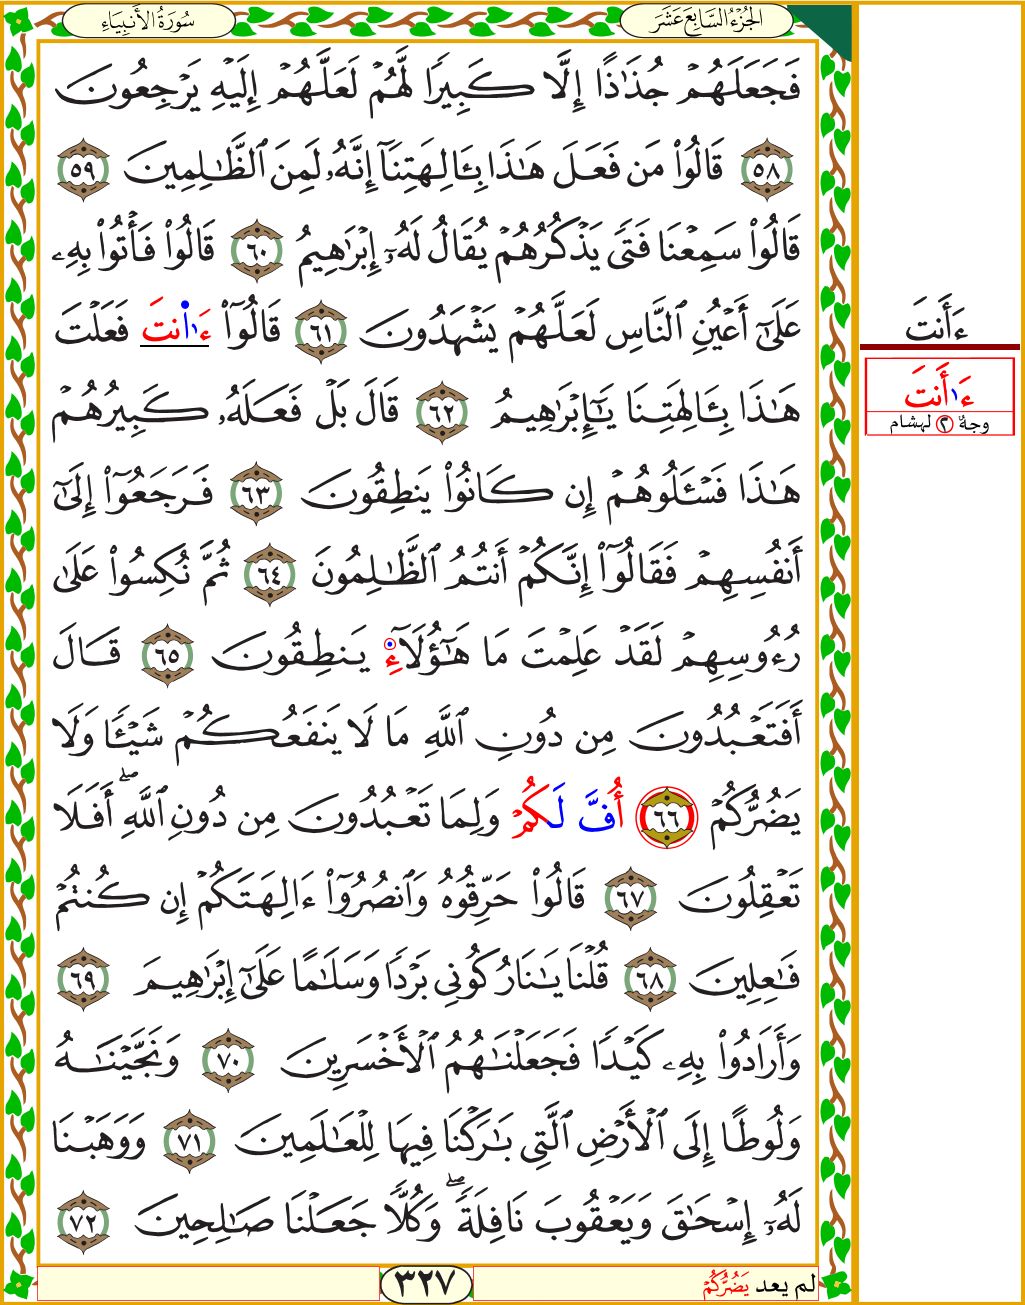 الجُزْءُ السَّابِعَ عَشَرَ
سُورَةُ الأَنبِيَاءِ
فَجَعَلَهُمْ جُذَٰذًا إِلَّا كَبِيرًا لَّهُمْ لَعَلَّهُمْ إِلَيْهِ يَرْجِعُونَ
٥٨ قَالُوا۟ مَن فَعَلَ هَٰذَا بِـَٔالِهَتِنَآ إِنَّهُۥ لَمِنَ ٱلظَّٰلِمِينَ ٥٩
قَالُوا۟ سَمِعْنَا فَتًى يَذْكُرُهُمْ يُقَالُ لَهُۥٓ إِبْرَٰهِيمُ ٦٠ قَالُوا۟ فَأْتُوا۟ بِهِۦ
عَلَىٰٓ أَعْيُنِ ٱلنَّاسِ لَعَلَّهُمْ يَشْهَدُونَ ٦١ قَالُوٓا۟ ءَا۬نتَ فَعَلْتَ
هَٰذَا بِـَٔالِهَتِنَا يَٰٓإِبْرَٰهِيمُ ٦٢ قَالَ بَلْ فَعَلَهُۥ كَبِيرُهُمْ
هَٰذَا فَسْـَٔلُوهُمْ إِن كَانُوا۟ يَنطِقُونَ ٦٣ فَرَجَعُوٓا۟ إِلَىٰٓ
أَنفُسِهِمْ فَقَالُوٓا۟ إِنَّكُمْ أَنتُمُ ٱلظَّٰلِمُونَ ٦٤ ثُمَّ نُكِسُوا۟ عَلَىٰ
رُءُوسِهِمْ لَقَدْ عَلِمْتَ مَا هَٰٓؤُلَآءِ يَنطِقُونَ ٦٥ قَالَ
أَفَتَعْبُدُونَ مِن دُونِ ٱللَّهِ مَا لَا يَنفَعُكُمْ شَيْـًٔا وَلَا
يَضُرُّكُمْ ٦٦ أُفَّ لَكُمْ وَلِمَا تَعْبُدُونَ مِن دُونِ ٱللَّهِ ۖ أَفَلَا
تَعْقِلُونَ ٦٧ قَالُوا۟ حَرِّقُوهُ وَٱنصُرُوٓا۟ ءَالِهَتَكُمْ إِن كُنتُمْ
فَٰعِلِينَ ٦٨ قُلْنَا يَٰنَارُ كُونِي بَرْدًا وَسَلَٰمًا عَلَىٰٓ إِبْرَٰهِيمَ ٦٩
وَأَرَادُوا۟ بِهِۦ كَيْدًا فَجَعَلْنَٰهُمُ ٱلْأَخْسَرِينَ ٧٠ وَنَجَّيْنَٰهُ
وَلُوطًا إِلَى ٱلْأَرْضِ ٱلَّتِي بَٰرَكْنَا فِيهَا لِلْعَٰلَمِينَ ٧١ وَوَهَبْنَا
لَهُۥٓ إِسْحَٰقَ وَيَعْقُوبَ نَافِلَةً ۖ وَكُلًّا جَعَلْنَا صَٰلِحِينَ ٧٢
ءَأَنتَ
ءَا۬أَنتَ
وجهٌ ٢ لهشام
لم يعد يَضُرُّكُمْ
٣٢٧